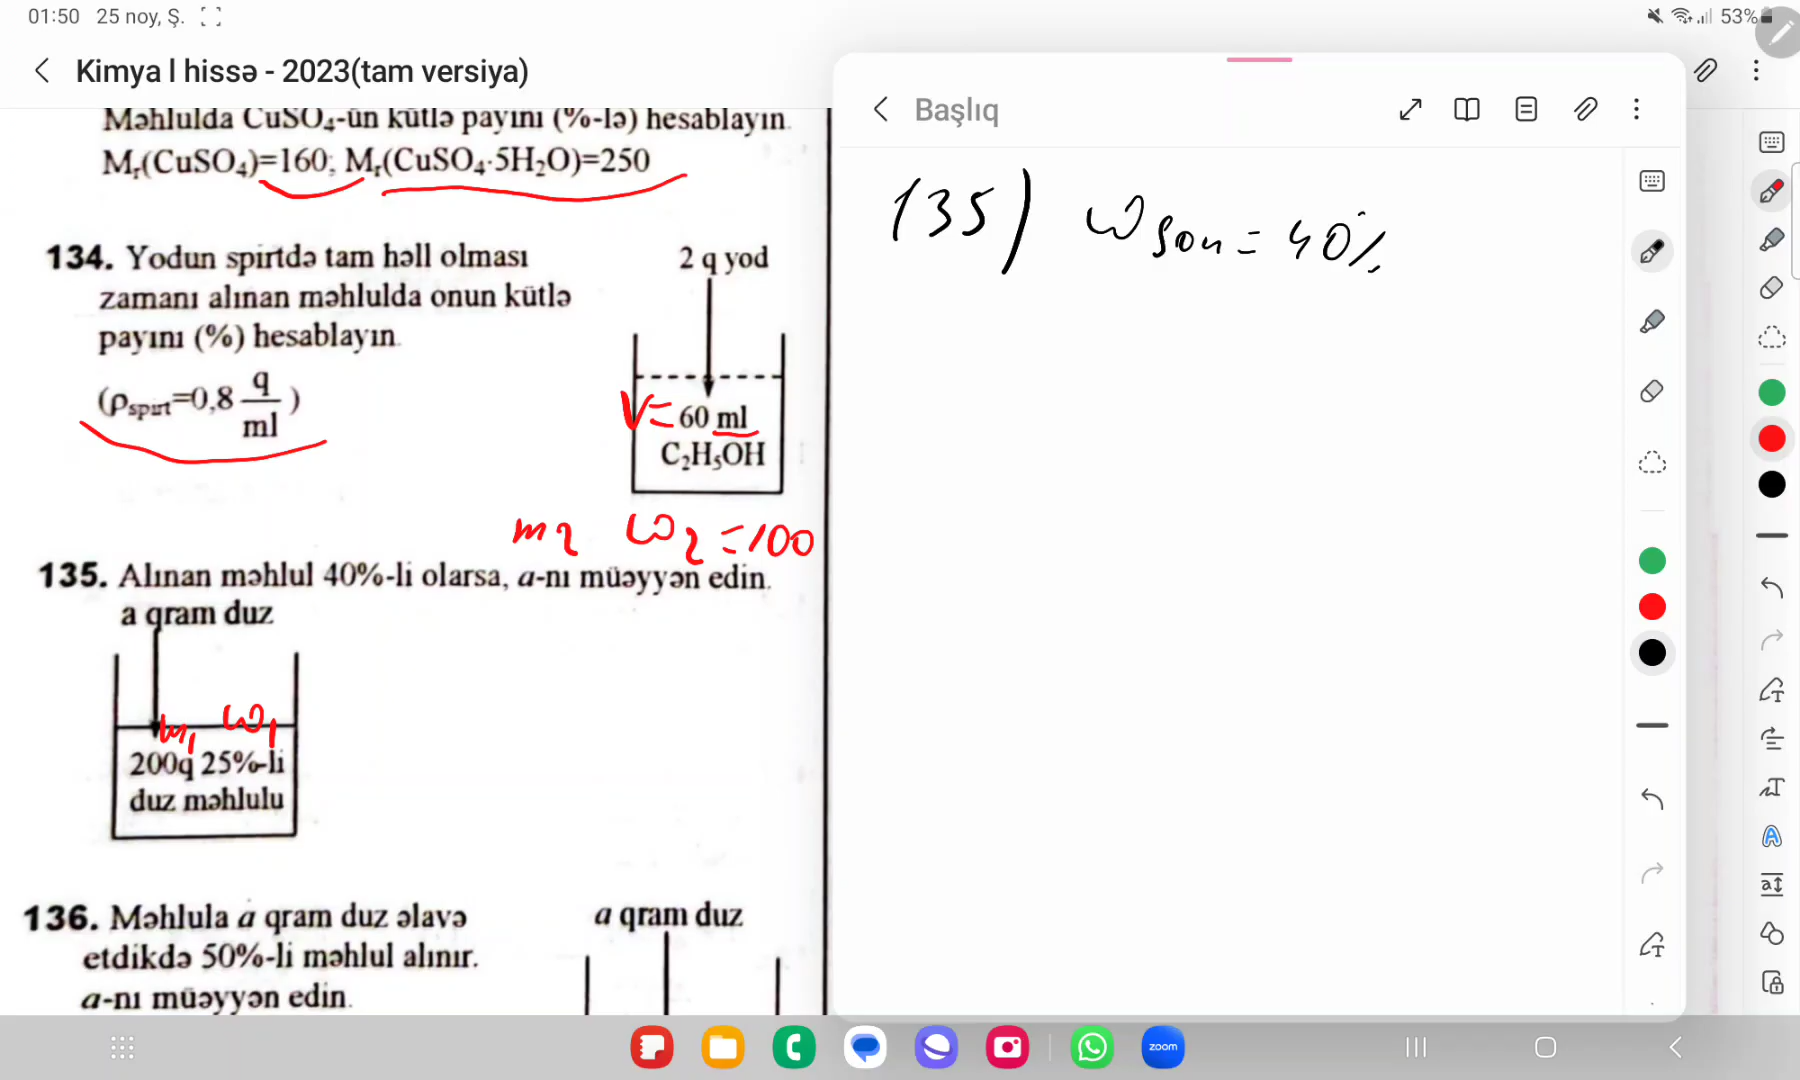 01:50 25 noy, Ş.
53%
Kimya I hissə - 2023(tam versiya)
Məhlulda CuSO₄-ün kütlə payını (%-lə) hesablayın.
Mᵣ(CuSO₄)=160; Mᵣ(CuSO₄·5H₂O)=250
134. Yodun spirtdə tam həll olması
zamanı alınan məhlulda onun kütlə
payını (%) hesablayın.
(ρspirt=0,8 q/ml)
2 q yod
V= 60 ml
C₂H₅OH
m₂ ω₂ =100
135. Alınan məhlul 40%-li olarsa, a-nı müəyyən edin.
a qram duz
m₁ ω₁
200q 25%-li
duz məhlulu
136. Məhlula a qram duz əlavə
etdikdə 50%-li məhlul alınır.
a-nı müəyyən edin.
a qram duz
Başlıq
135) ω son = 40%
zoom